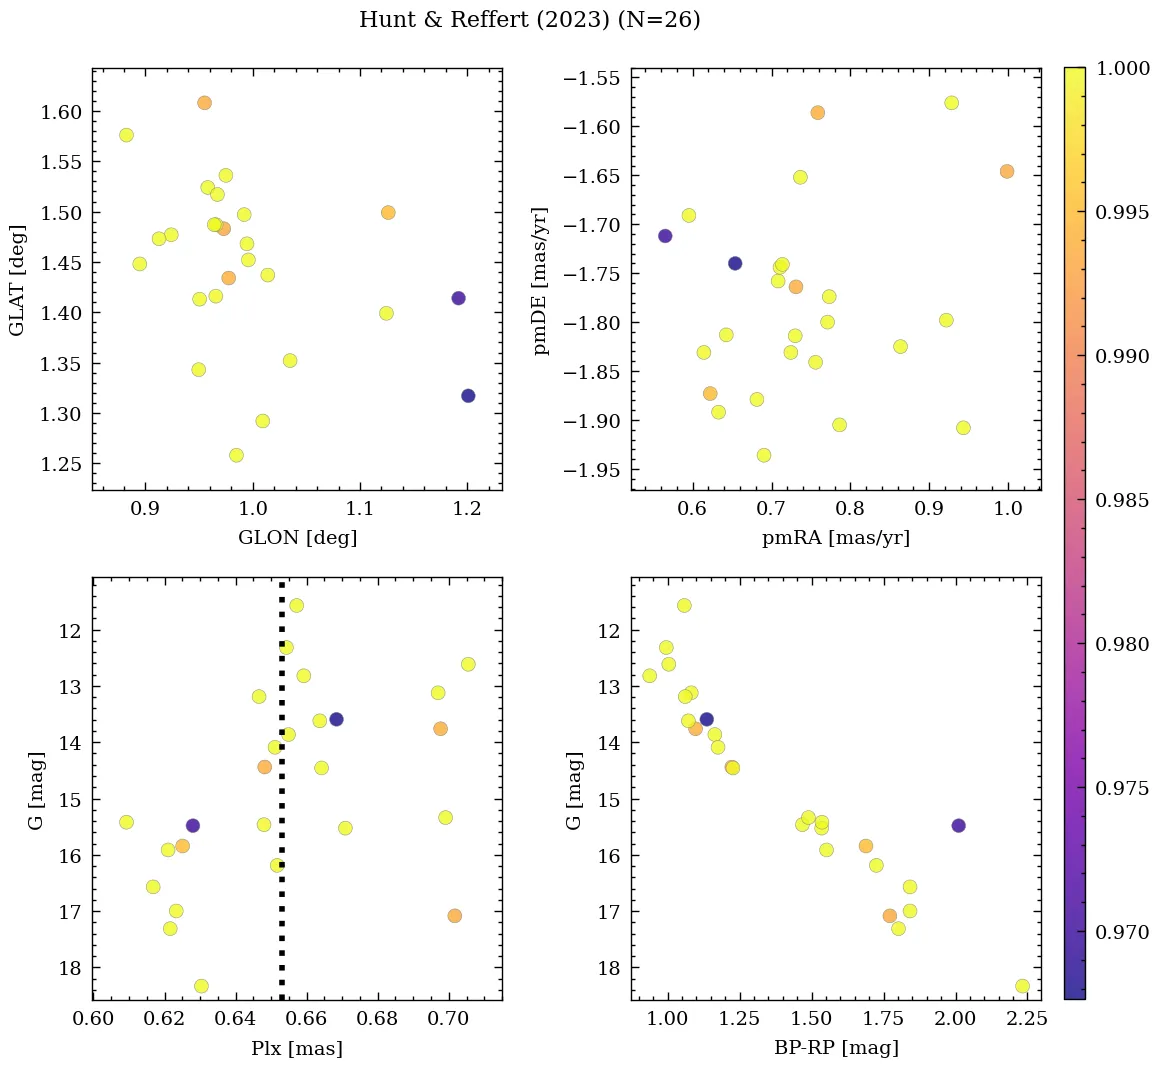 Hunt & Reffert (2023) (N=26)
1.60
1.55
1.50
1.45
1.40
1.35
1.30
1.25
GLAT [deg]
0.9 1.0 1.1 1.2
GLON [deg]
−1.55
−1.60
−1.65
−1.70
−1.75
−1.80
−1.85
−1.90
−1.95
pmDE [mas/yr]
0.6 0.7 0.8 0.9 1.0
pmRA [mas/yr]
12
13
14
15
16
17
18
G [mag]
0.60 0.62 0.64 0.66 0.68 0.70
Plx [mas]
12
13
14
15
16
17
18
G [mag]
1.00 1.25 1.50 1.75 2.00 2.25
BP-RP [mag]
1.000
0.995
0.990
0.985
0.980
0.975
0.970